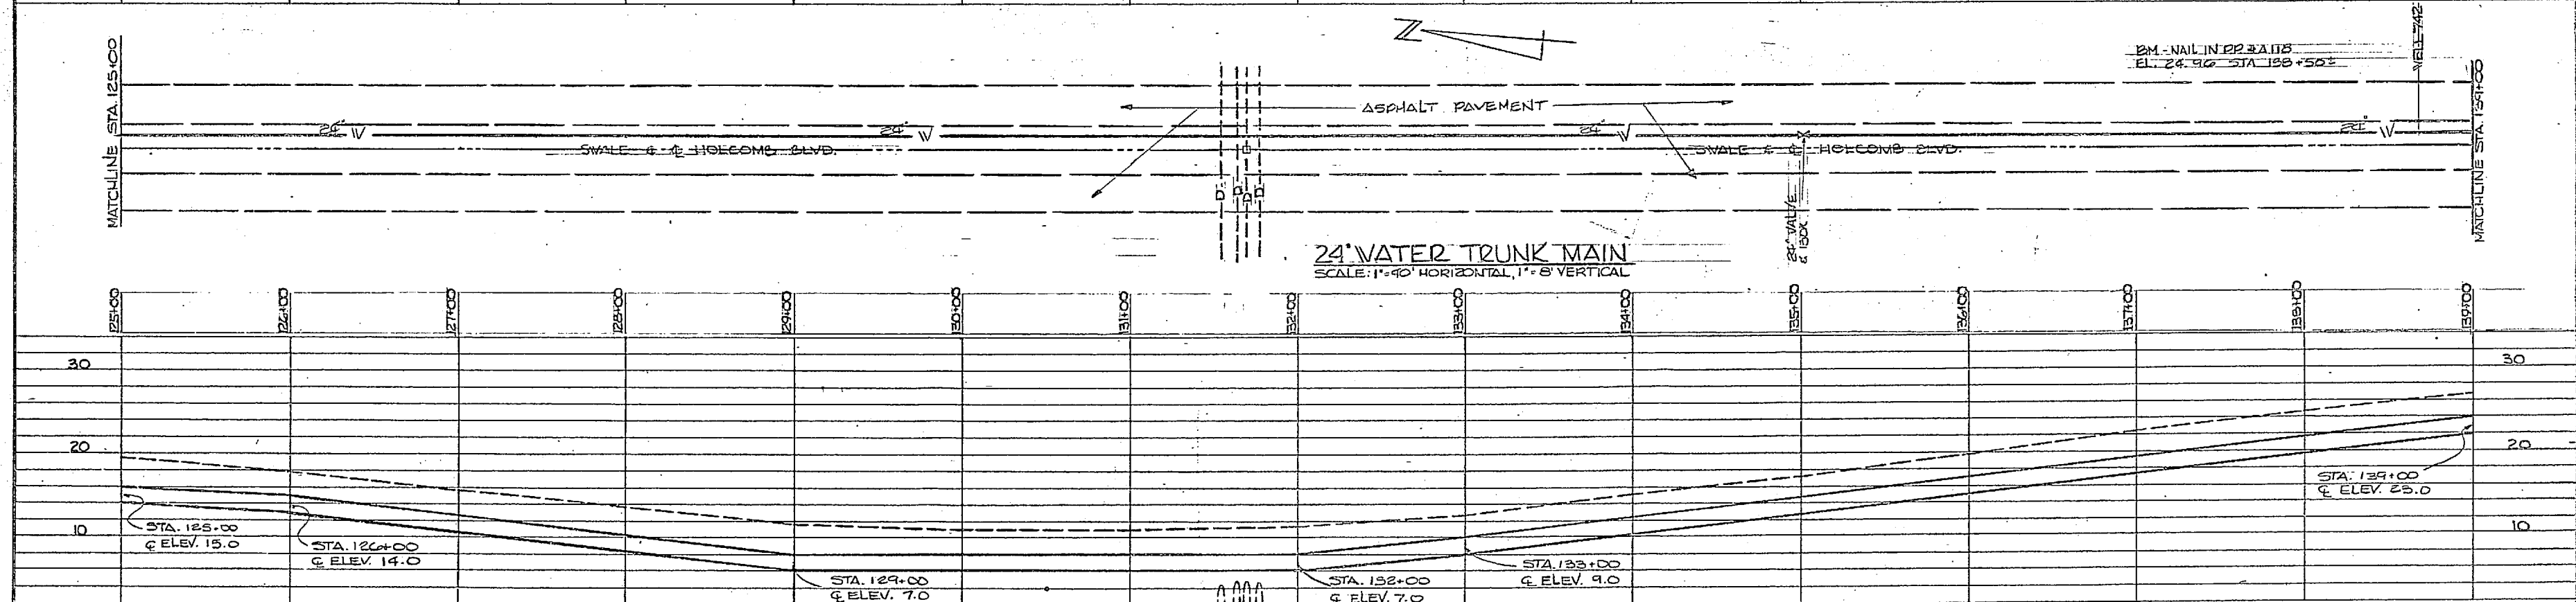 MATCHLINE STA. 125+00
BM - NAIL IN PP #A118
EL. 24.96 STA 138+50±
MATCHLINE STA. 139+00
ASPHALT PAVEMENT
24" W
24" W
24" W
24" W
SWALE & ℄ HOLCOMB BLVD.
SWALE & ℄ HOLCOMB BLVD.
D D D D
24" VALVE
& BOX
24" WATER TRUNK MAIN
SCALE: 1"=40' HORIZONTAL, 1"=8' VERTICAL
125+00 126+00 127+00 128+00 129+00 130+00 131+00 132+00 133+00 134+00 135+00 136+00 137+00 138+00 139+00
30 30
20 20
10 10
STA. 125+00
℄ ELEV. 15.0
STA. 126+00
℄ ELEV. 14.0
STA. 129+00
℄ ELEV. 7.0
STA. 132+00
℄ ELEV. 7.0
STA. 133+00
℄ ELEV. 9.0
STA. 139+00
℄ ELEV. 23.0